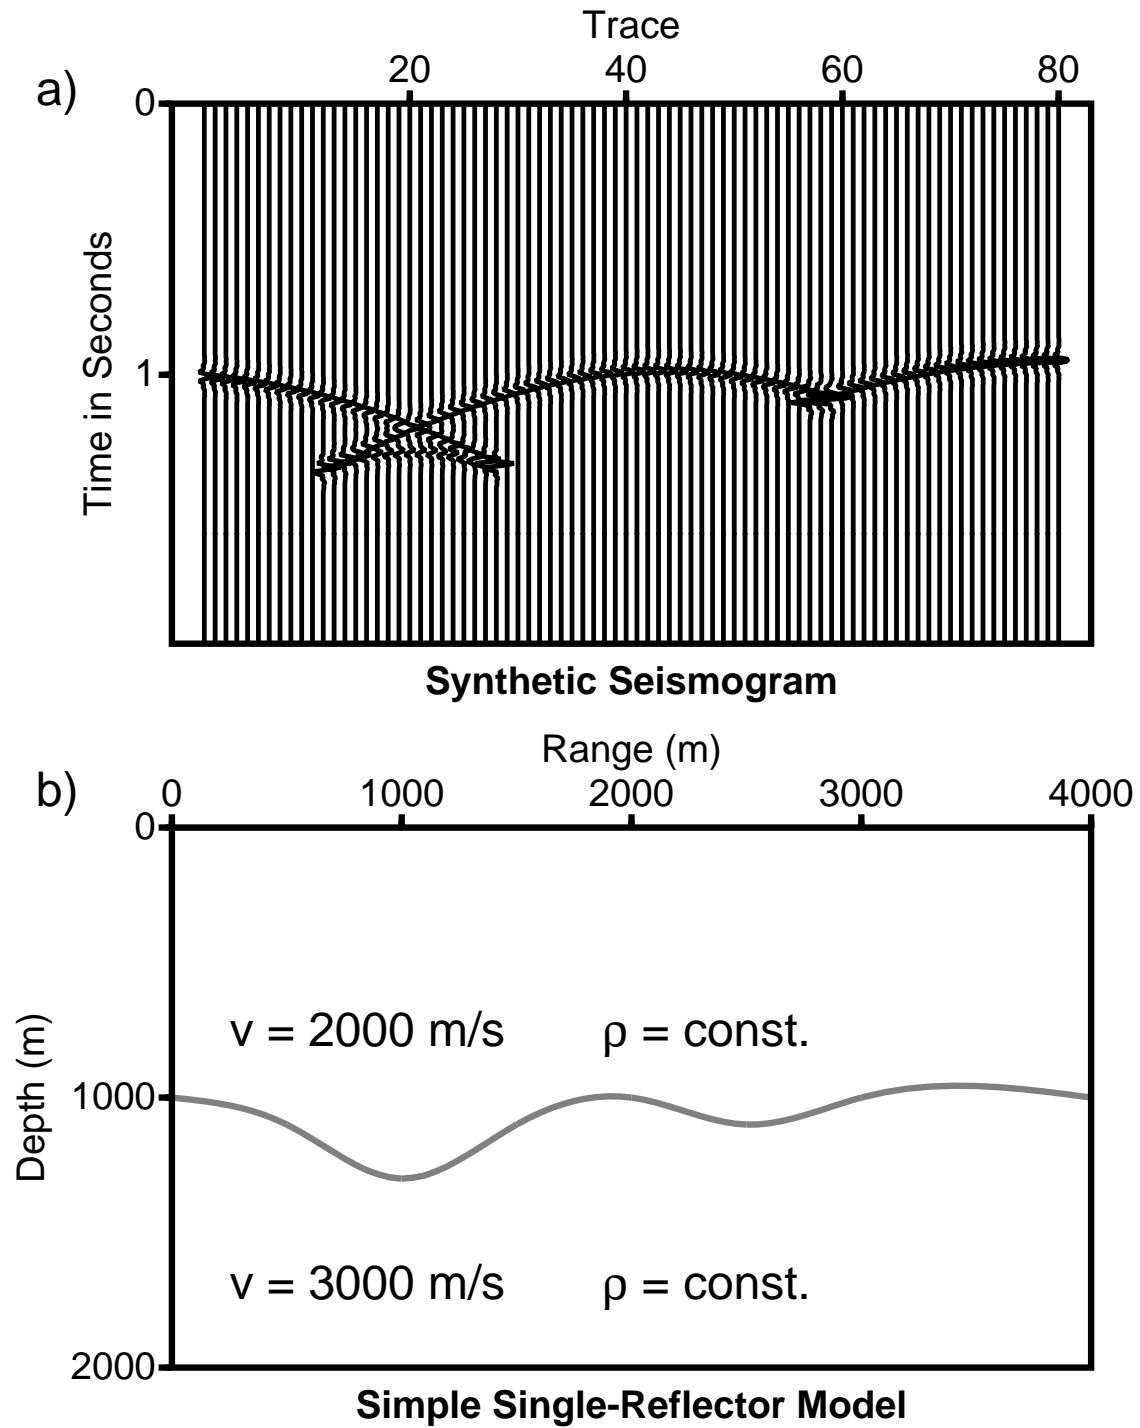 Trace
a)
20 40 60 80
0
1
Time in Seconds
Synthetic Seismogram
Range (m)
b)
0 1000 2000 3000 4000
0
v = 2000 m/s ρ = const.
Depth (m)
1000
v = 3000 m/s ρ = const.
2000
Simple Single-Reflector Model